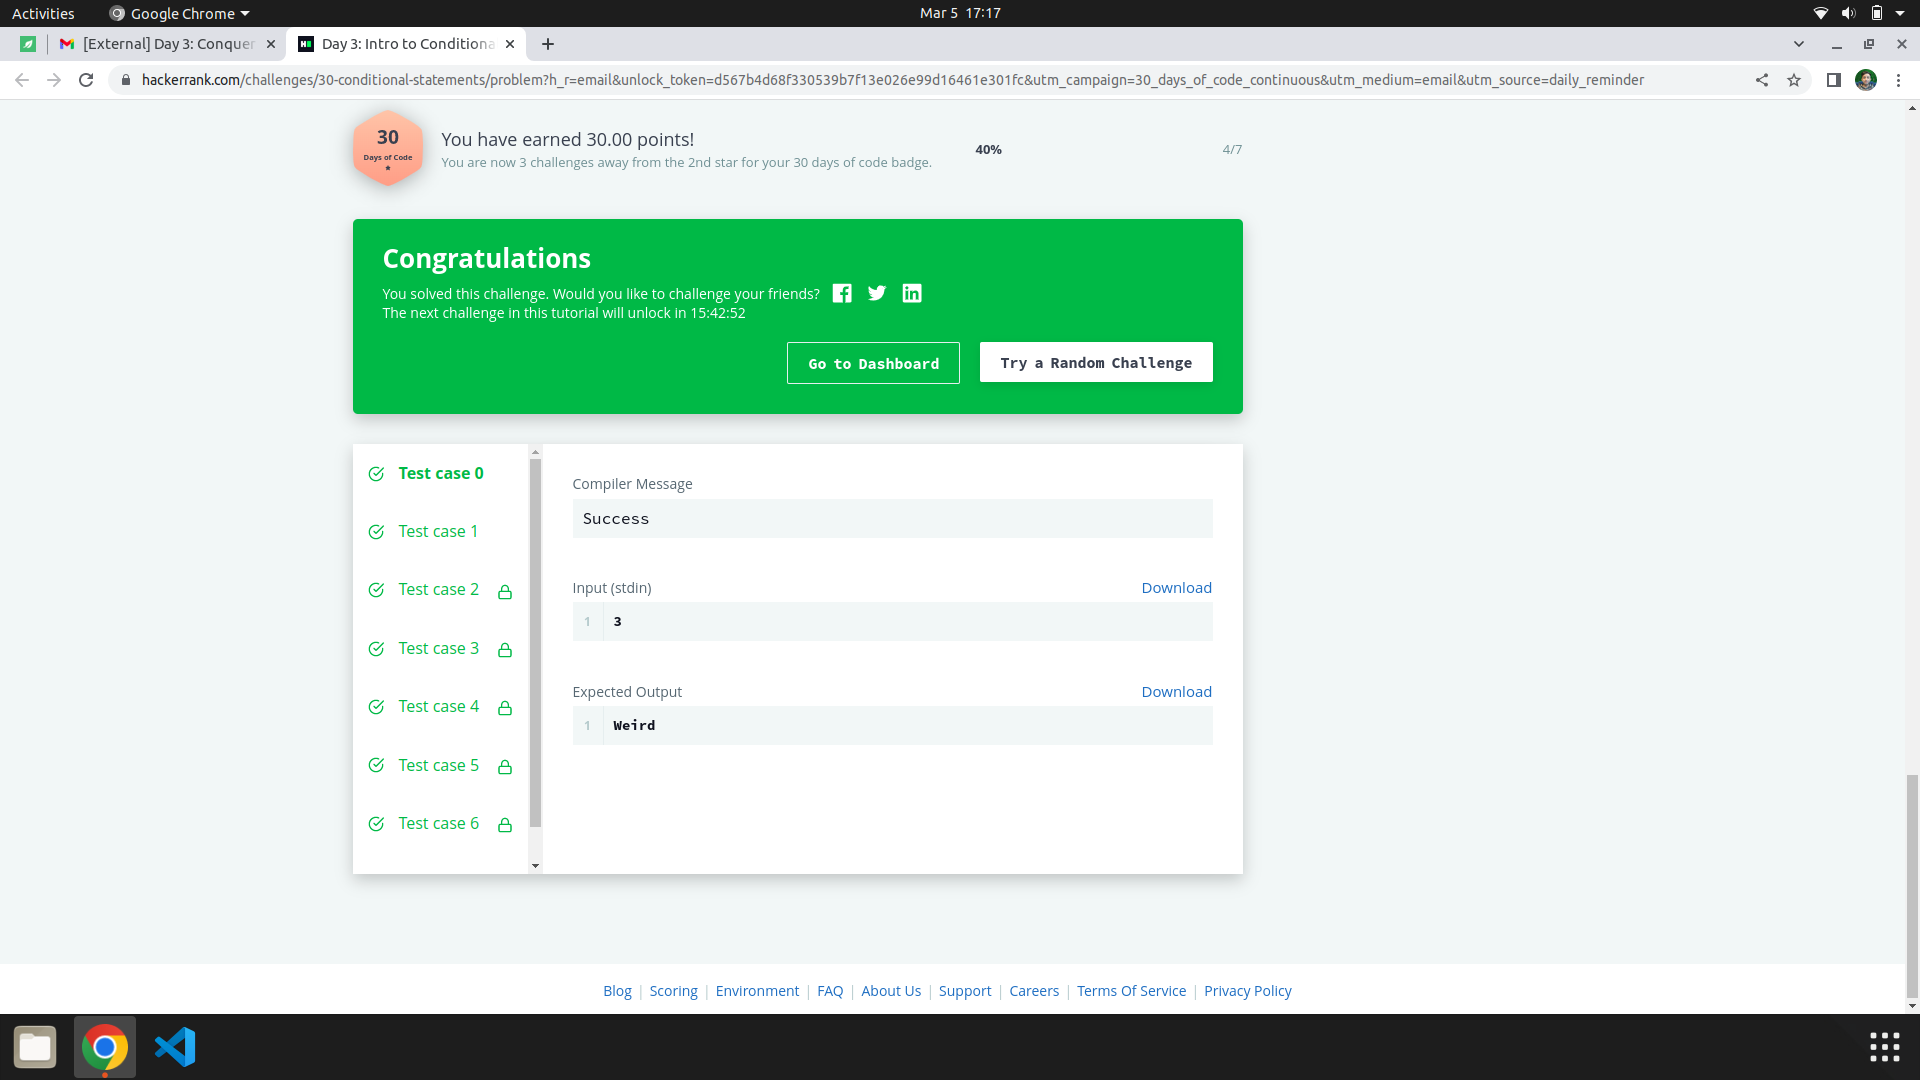 Activities
Google Chrome
Mar 5 17:17
[External] Day 3: Conquer
Day 3: Intro to Conditiona
hackerrank.com/challenges/30-conditional-statements/problem?h_r=email&unlock_token=d567b4d68f330539b7f13e026e99d16461e301fc&utm_campaign=30_days_of_code_continuous&utm_medium=email&utm_source=daily_reminder
30
Days of Code
You have earned 30.00 points!
You are now 3 challenges away from the 2nd star for your 30 days of code badge.
40%
4/7
Congratulations
You solved this challenge. Would you like to challenge your friends?
The next challenge in this tutorial will unlock in 15:42:52
Go to Dashboard
Try a Random Challenge
Test case 0
Test case 1
Test case 2
Test case 3
Test case 4
Test case 5
Test case 6
Compiler Message
Success
Input (stdin)
Download
1 3
Expected Output
Download
1 Weird
Blog | Scoring | Environment | FAQ | About Us | Support | Careers | Terms Of Service | Privacy Policy